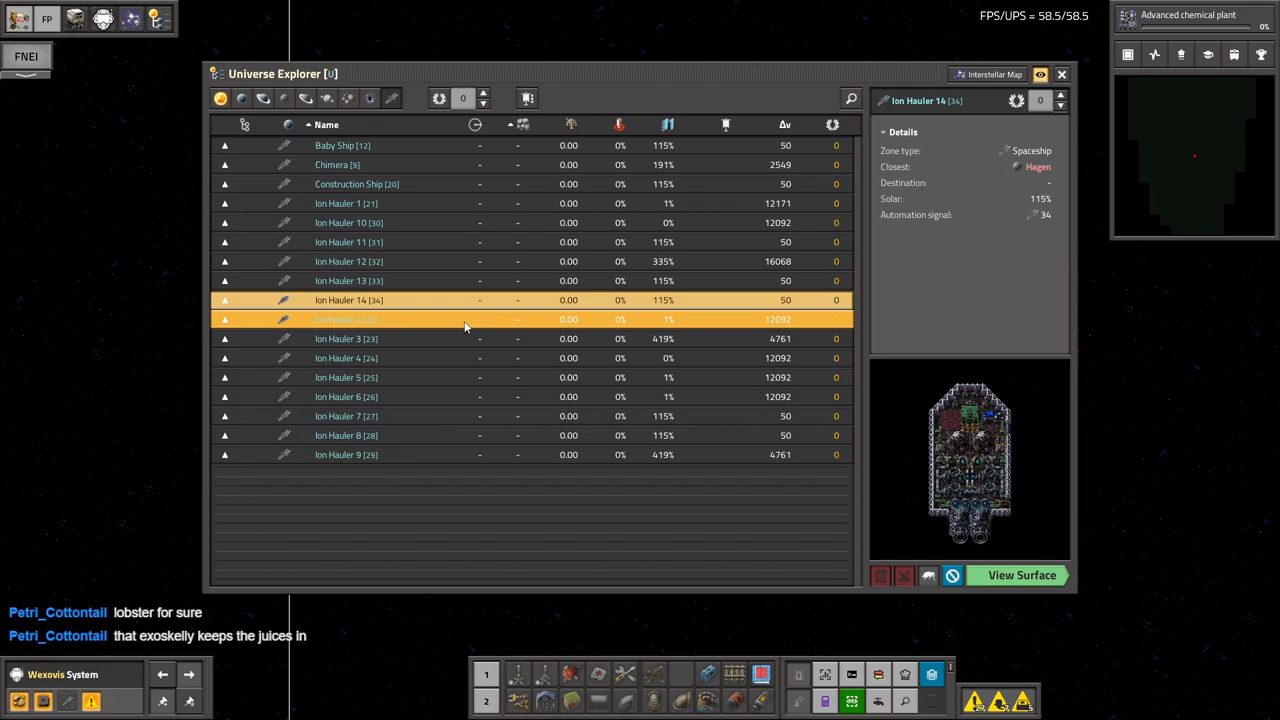 FP
FPS/UPS = 58.5/58.5
Advanced chemical plant
0%
FNEI
Universe Explorer [U]
Interstellar Map
0
Ion Hauler 14 [34]
0
Name
Δv
Details
Baby Ship [12] - - 0.00 0% 115% 50 0
Zone type: Spaceship
Chimera [9] - - 0.00 0% 191% 2549 0
Closest: Hagen
Construction Ship [20] - - 0.00 0% 115% 50 0
Destination: -
Ion Hauler 1 [21] - - 0.00 0% 1% 12171 0
Solar: 115%
Ion Hauler 10 [30] - - 0.00 0% 0% 12092 0
Automation signal: 34
Ion Hauler 11 [31] - - 0.00 0% 115% 50 0
Ion Hauler 12 [32] - - 0.00 0% 335% 16068 0
Ion Hauler 13 [33] - - 0.00 0% 115% 50 0
Ion Hauler 14 [34] - - 0.00 0% 115% 50 0
Ion Hauler 2 [22] - - 0.00 0% 1% 12092
Ion Hauler 3 [23] - - 0.00 0% 419% 4761 0
Ion Hauler 4 [24] - - 0.00 0% 0% 12092 0
Ion Hauler 5 [25] - - 0.00 0% 1% 12092 0
Ion Hauler 6 [26] - - 0.00 0% 1% 12092 0
Ion Hauler 7 [27] - - 0.00 0% 115% 50 0
Ion Hauler 8 [28] - - 0.00 0% 115% 50 0
Ion Hauler 9 [29] - - 0.00 0% 419% 4761 0
View Surface
Petri_Cottontail lobster for sure
Petri_Cottontail that exoskelly keeps the juices in
Wexovis System
1
2